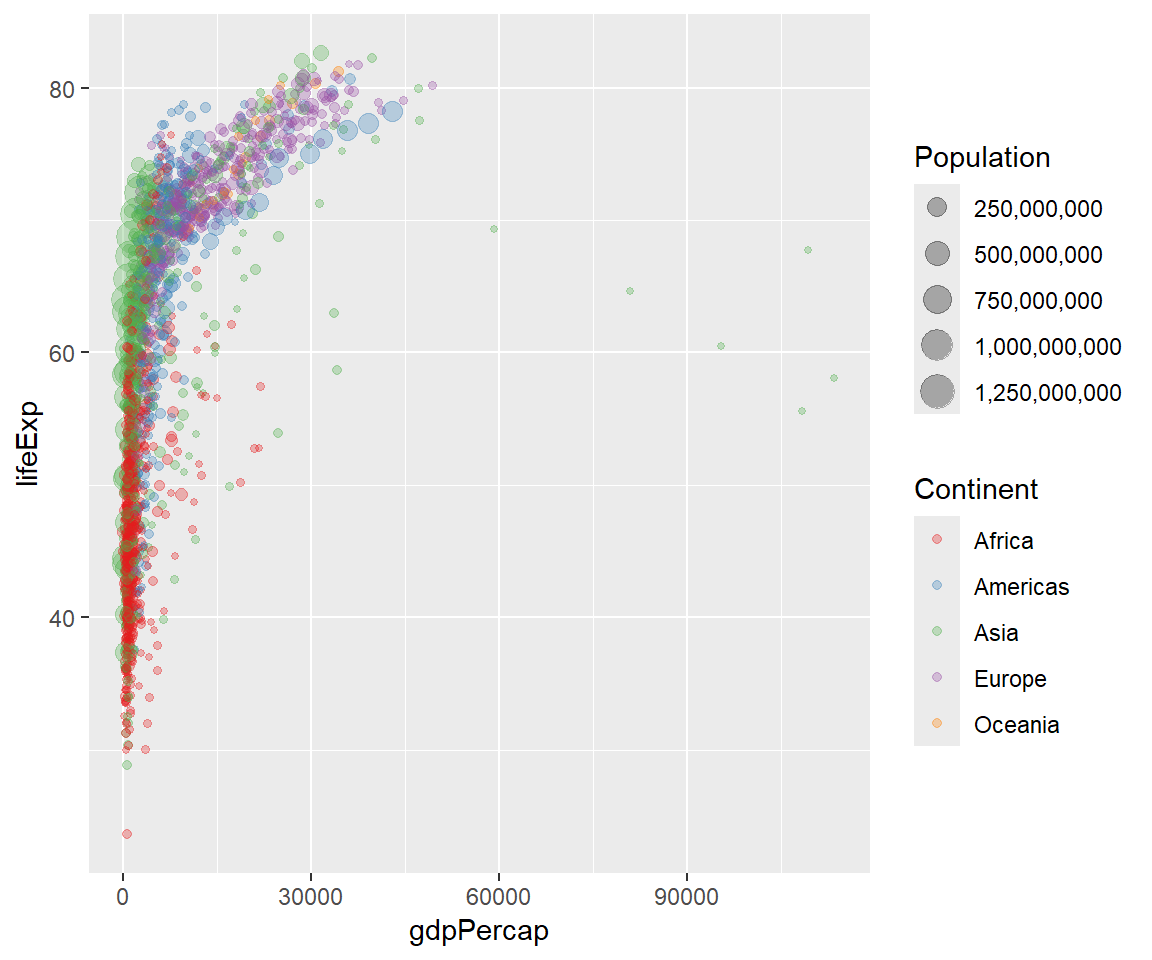 80
60
40
lifeExp
0
30000
60000
90000
gdpPercap
Population
250,000,000
500,000,000
750,000,000
1,000,000,000
1,250,000,000
Continent
Africa
Americas
Asia
Europe
Oceania